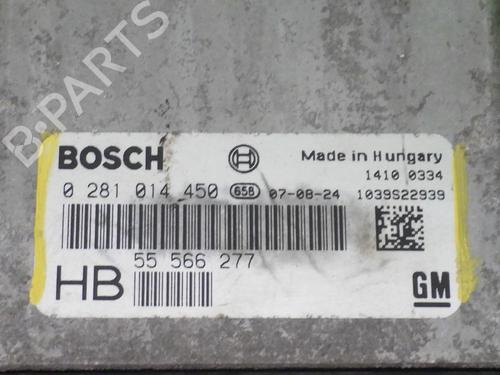 B-PARTS
BOSCH
Made in Hungary
1410 0334
0 281 014 450 658 07-08-24 1039S22939
55 566 277
HB
GM